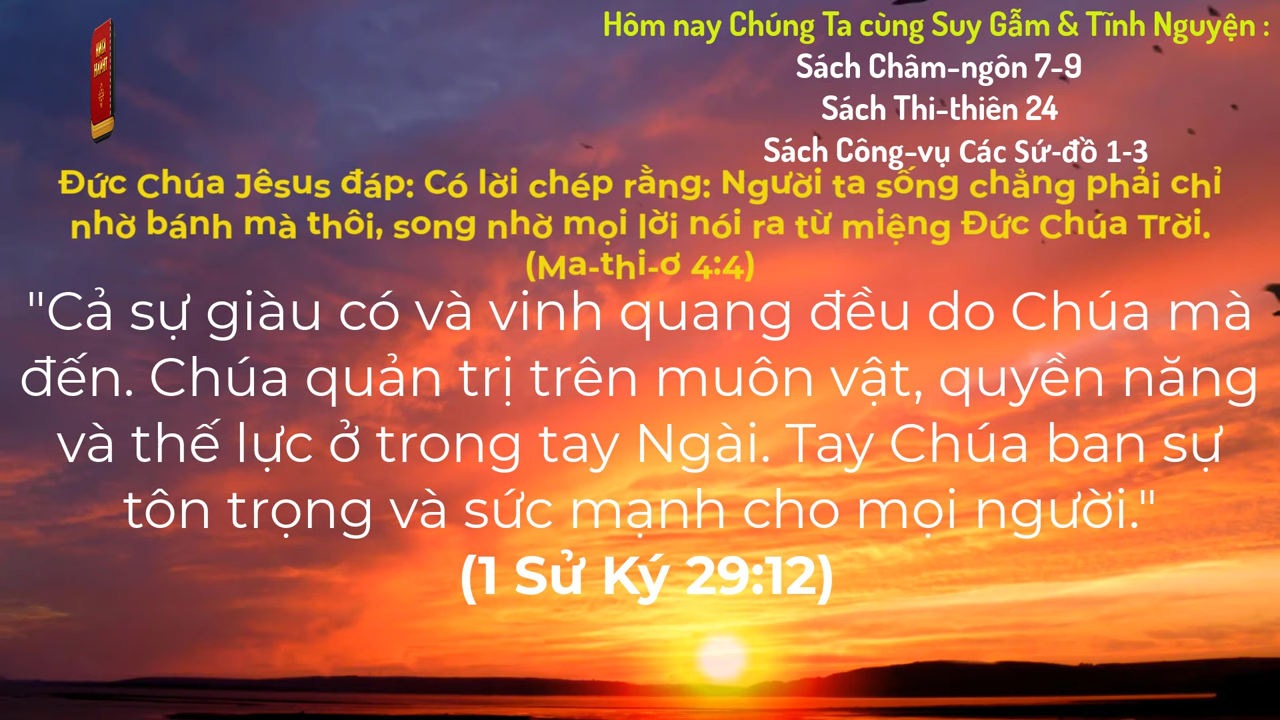 Hôm nay Chúng Ta cùng Suy Gẫm & Tĩnh Nguyện :
Sách Châm-ngôn 7-9
Sách Thi-thiên 24
Sách Công-vụ Các Sứ-đồ 1-3
Đức Chúa Jêsus đáp: Có lời chép rằng: Người ta sống chẳng phải chỉ
nhờ bánh mà thôi, song nhờ mọi lời nói ra từ miệng Đức Chúa Trời.
(Ma-thi-ơ 4:4)
"Cả sự giàu có và vinh quang đều do Chúa mà
đến. Chúa quản trị trên muôn vật, quyền năng
và thế lực ở trong tay Ngài. Tay Chúa ban sự
tôn trọng và sức mạnh cho mọi người."
(1 Sử Ký 29:12)